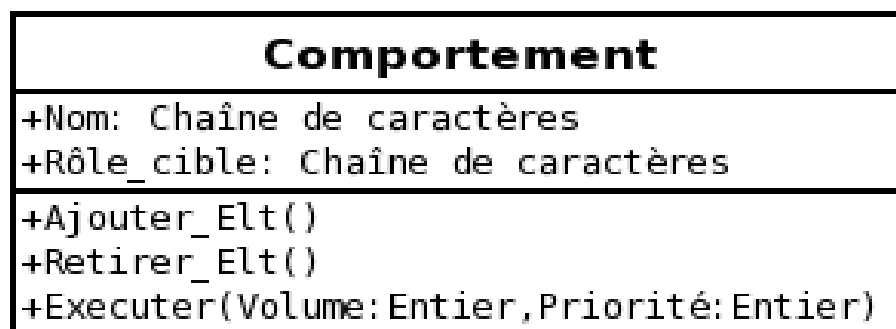 Comportement
+Nom: Chaîne de caractères
+Rôle_cible: Chaîne de caractères
+Ajouter_Elt()
+Retirer_Elt()
+Executer(Volume:Entier,Priorité:Entier)